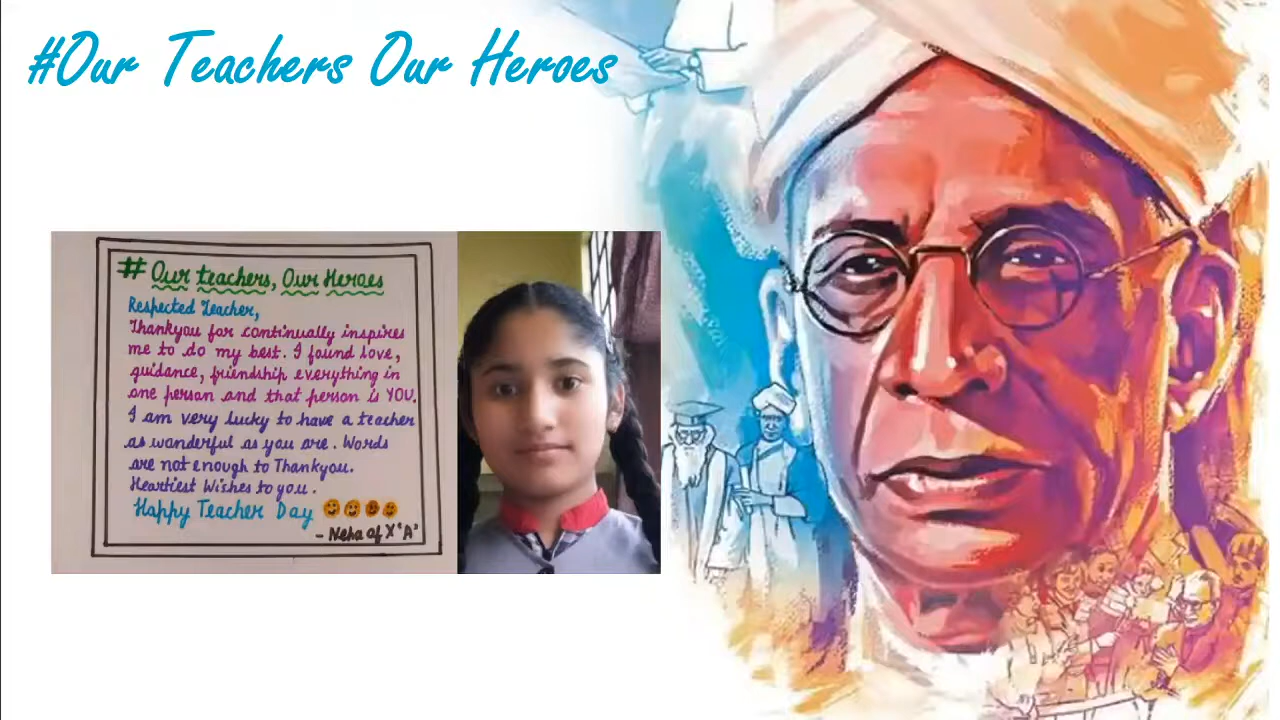 #Our Teachers Our Heroes
# Our teachers, Our Heroes
Respected Teacher,
Thankyou for continually inspires
me to do my best. I found love,
guidance, friendship everything in
one person and that person is YOU.
I am very lucky to have a teacher
as wanderful as you are. Words
are not enough to Thankyou.
Heartiest Wishes to you.
Happy Teacher Day
- Neha of X 'A'